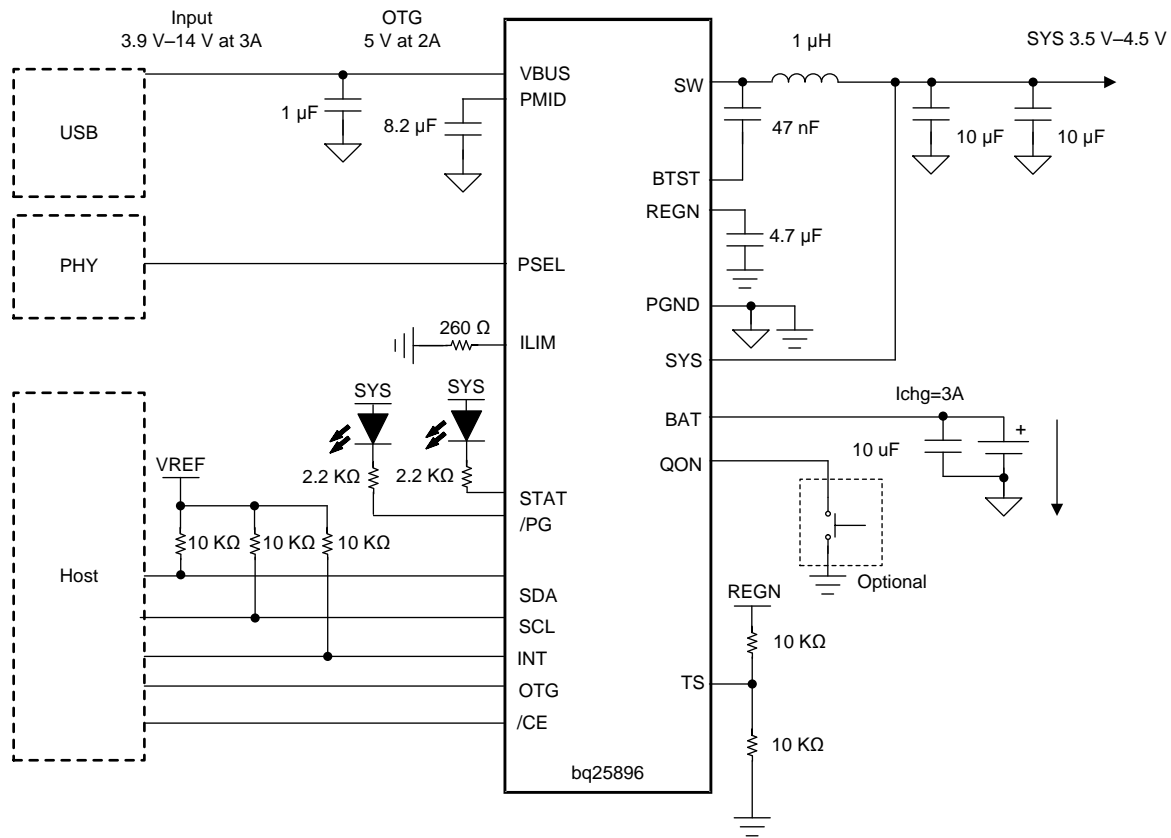 Input
3.9 V–14 V at 3A
OTG
5 V at 2A
1 µH
SYS 3.5 V–4.5 V
USB
1 µF
8.2 µF
VBUS
PMID
SW
47 nF
10 µF
10 µF
BTST
REGN
4.7 µF
PHY
PSEL
PGND
260 Ω
ILIM
SYS
SYS
SYS
Ichg=3A
BAT
10 uF
+
QON
VREF
2.2 KΩ
2.2 KΩ
STAT
/PG
10 KΩ
10 KΩ
10 KΩ
Host
Optional
SDA
SCL
INT
OTG
/CE
REGN
10 KΩ
TS
10 KΩ
bq25896